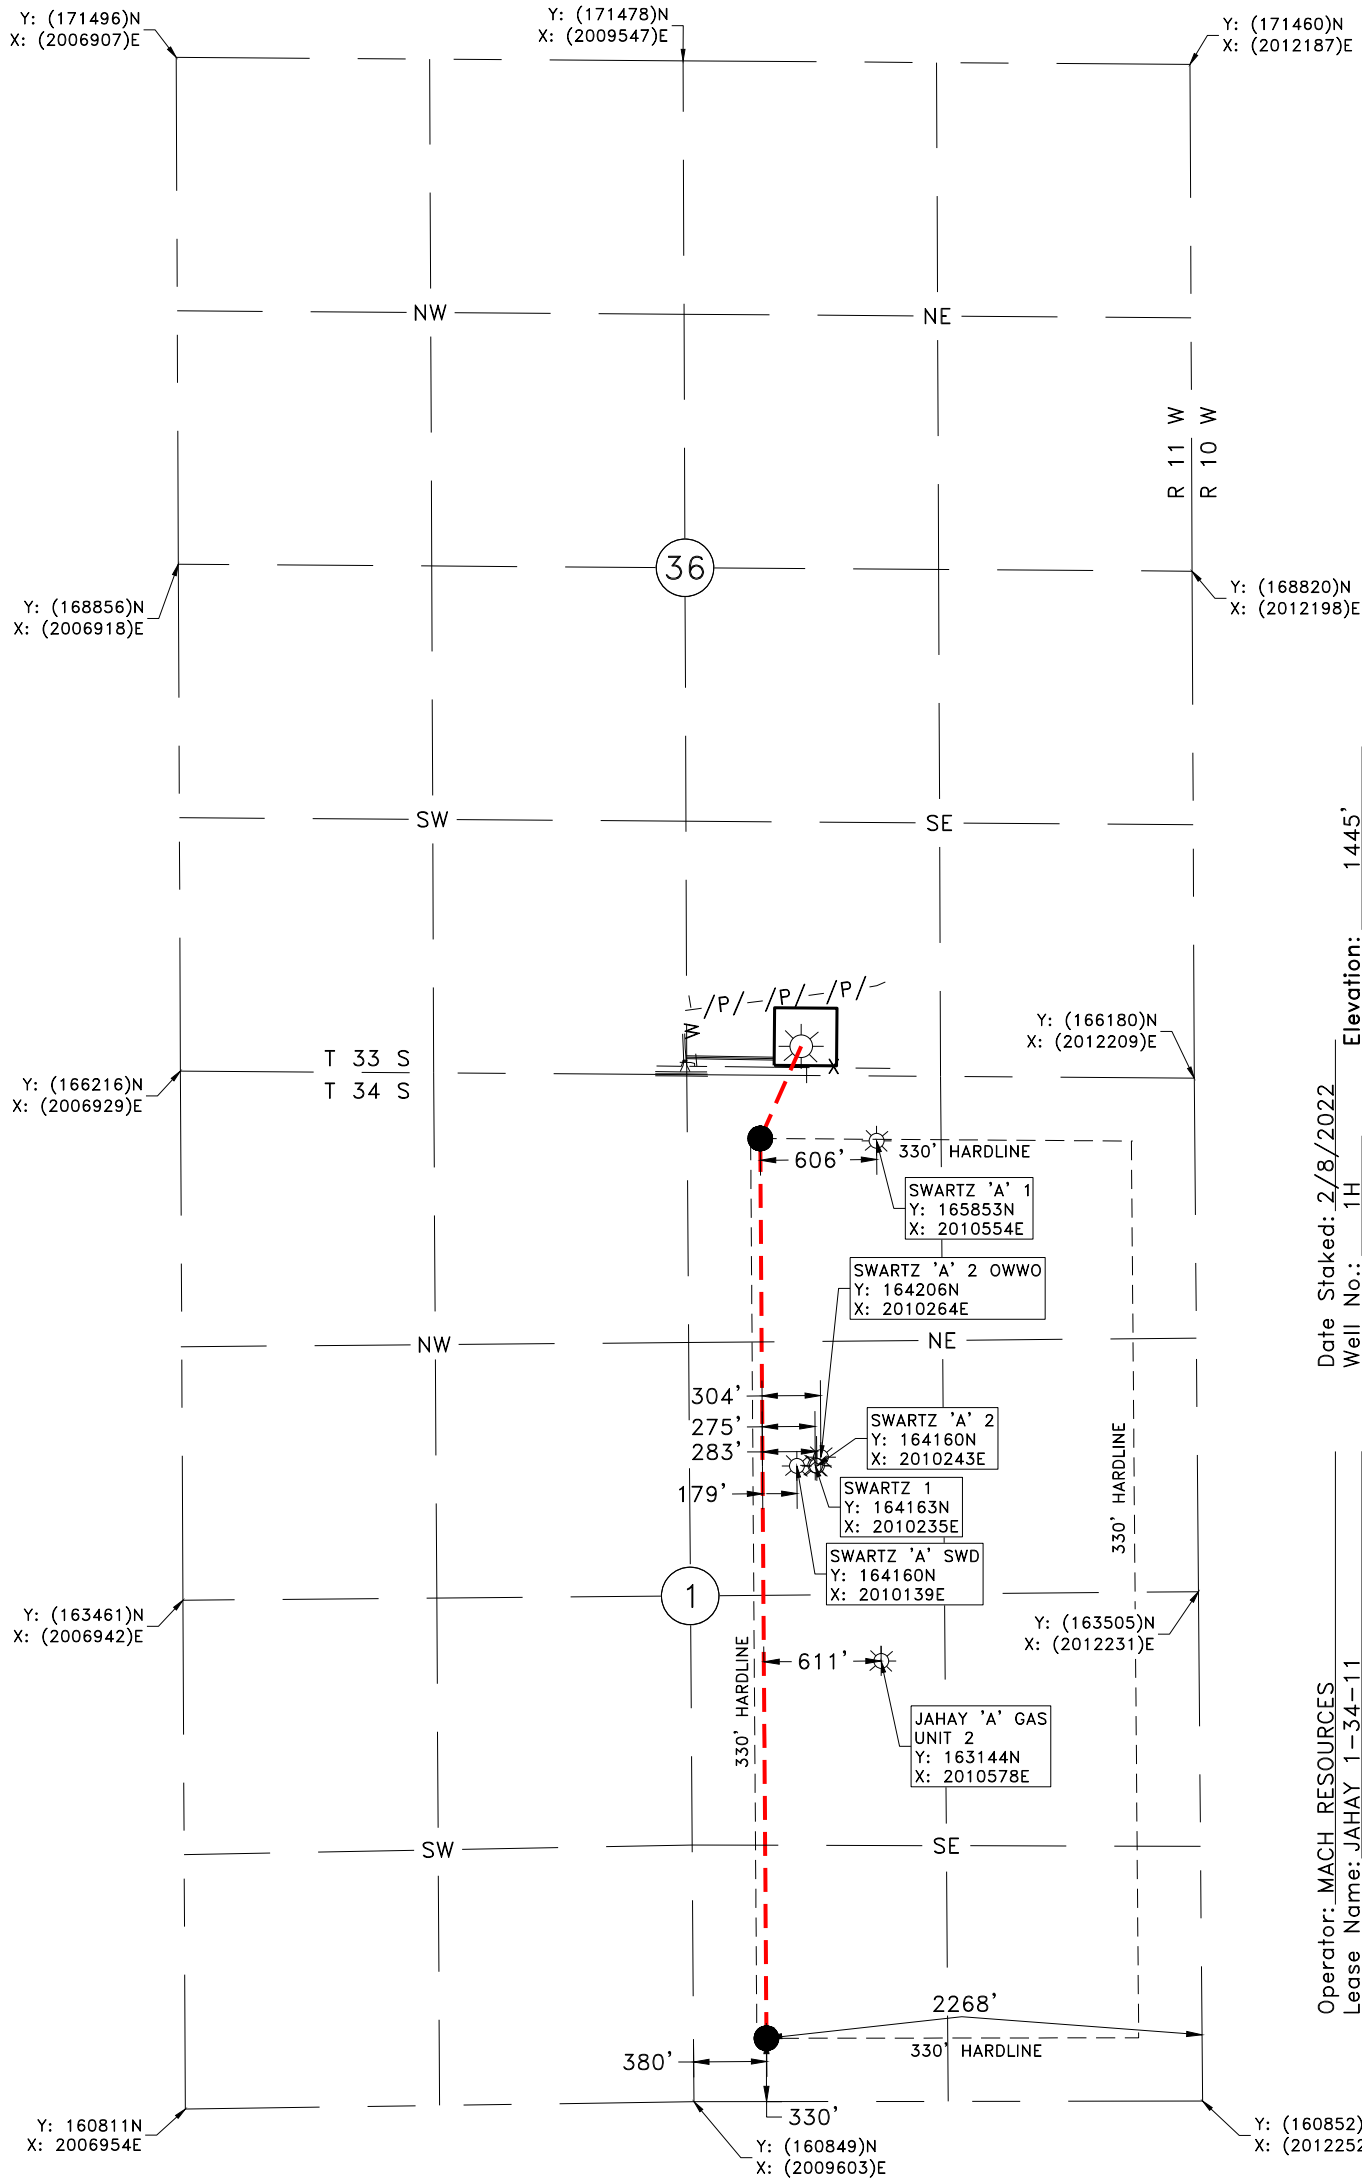 Y: (171496)N
X: (2006907)E
Y: (171478)N
X: (2009547)E
Y: (171460)N
X: (2012187)E
NW
NE
R 11 W
R 10 W
36
Y: (168856)N
X: (2006918)E
Y: (168820)N
X: (2012198)E
SW
SE
/P/-/P/-/P/-
W
X
Y: (166180)N
X: (2012209)E
T 33 S
T 34 S
Y: (166216)N
X: (2006929)E
606'
330' HARDLINE
SWARTZ 'A' 1
Y: 165853N
X: 2010554E
SWARTZ 'A' 2 OWWO
Y: 164206N
X: 2010264E
NW
NE
304'
275'
283'
179'
SWARTZ 'A' 2
Y: 164160N
X: 2010243E
SWARTZ 1
Y: 164163N
X: 2010235E
SWARTZ 'A' SWD
Y: 164160N
X: 2010139E
330' HARDLINE
1
Y: (163461)N
X: (2006942)E
Y: (163505)N
X: (2012231)E
330' HARDLINE
611'
JAHAY 'A' GAS
UNIT 2
Y: 163144N
X: 2010578E
SW
SE
2268'
330' HARDLINE
380'
330'
Y: 160811N
X: 2006954E
Y: (160849)N
X: (2009603)E
Y: (160852)
X: (2012252
Operator: MACH RESOURCES
Date Staked: 2/8/2022
Lease Name: JAHAY 1-34-11
Well No.: 1H
Elevation: 1445'